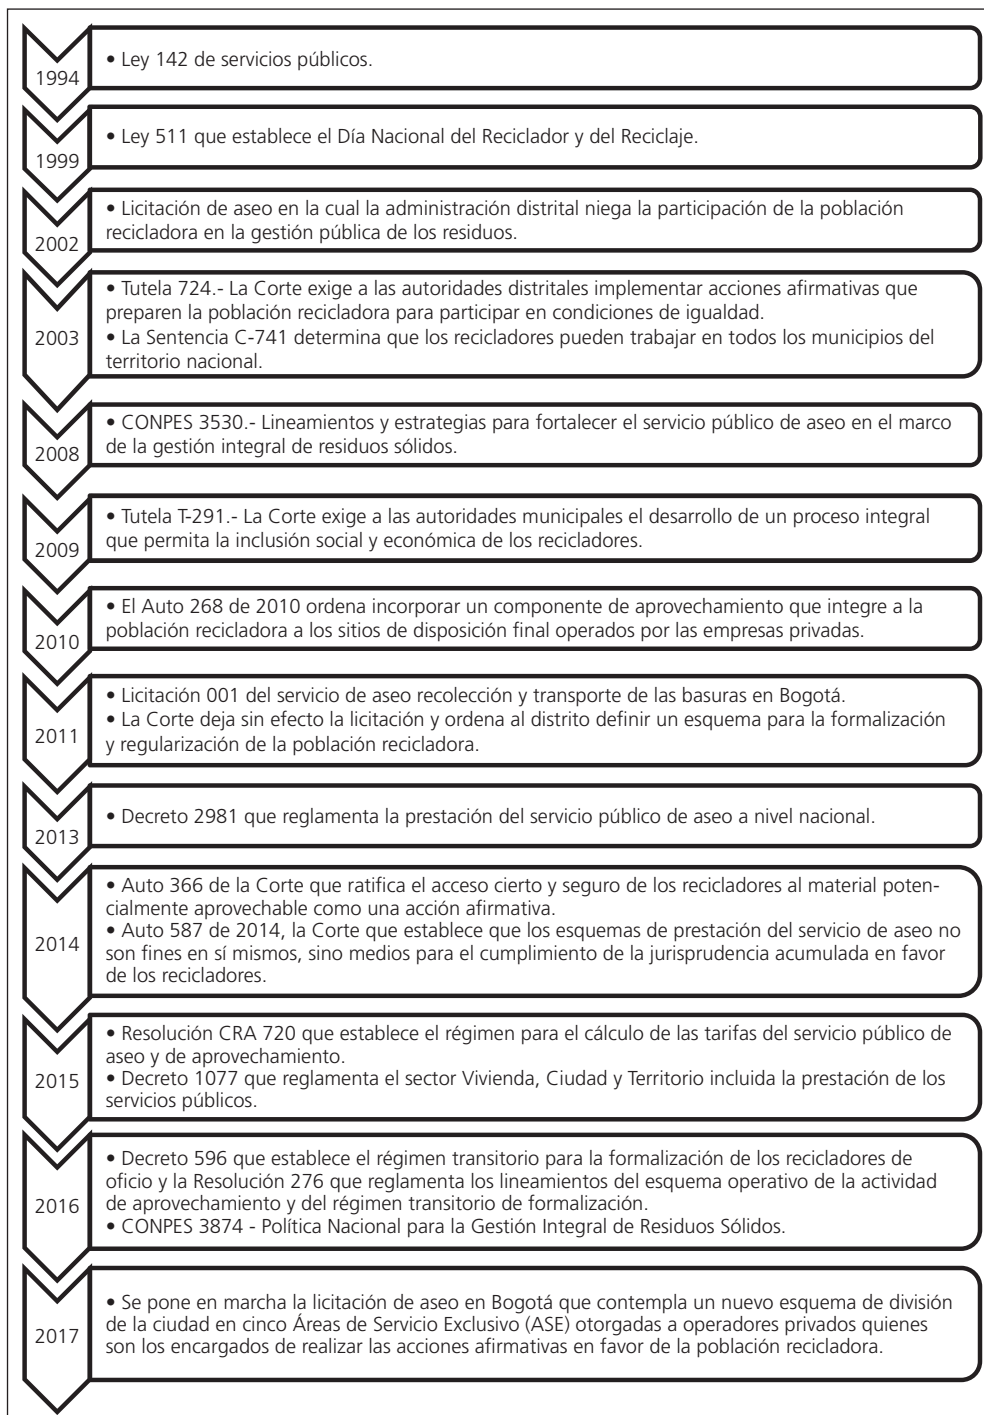 1994
• Ley 142 de servicios públicos.
1999
• Ley 511 que establece el Día Nacional del Reciclador y del Reciclaje.
2002
• Licitación de aseo en la cual la administración distrital niega la participación de la población
recicladora en la gestión pública de los residuos.
2003
• Tutela 724.- La Corte exige a las autoridades distritales implementar acciones afirmativas que
preparen la población recicladora para participar en condiciones de igualdad.
• La Sentencia C-741 determina que los recicladores pueden trabajar en todos los municipios del
territorio nacional.
2008
• CONPES 3530.- Lineamientos y estrategias para fortalecer el servicio público de aseo en el marco
de la gestión integral de residuos sólidos.
2009
• Tutela T-291.- La Corte exige a las autoridades municipales el desarrollo de un proceso integral
que permita la inclusión social y económica de los recicladores.
2010
• El Auto 268 de 2010 ordena incorporar un componente de aprovechamiento que integre a la
población recicladora a los sitios de disposición final operados por las empresas privadas.
2011
• Licitación 001 del servicio de aseo recolección y transporte de las basuras en Bogotá.
• La Corte deja sin efecto la licitación y ordena al distrito definir un esquema para la formalización
y regularización de la población recicladora.
2013
• Decreto 2981 que reglamenta la prestación del servicio público de aseo a nivel nacional.
2014
• Auto 366 de la Corte que ratifica el acceso cierto y seguro de los recicladores al material poten-
cialmente aprovechable como una acción afirmativa.
• Auto 587 de 2014, la Corte que establece que los esquemas de prestación del servicio de aseo no
son fines en sí mismos, sino medios para el cumplimiento de la jurisprudencia acumulada en favor
de los recicladores.
2015
• Resolución CRA 720 que establece el régimen para el cálculo de las tarifas del servicio público de
aseo y de aprovechamiento.
• Decreto 1077 que reglamenta el sector Vivienda, Ciudad y Territorio incluida la prestación de los
servicios públicos.
2016
• Decreto 596 que establece el régimen transitorio para la formalización de los recicladores de
oficio y la Resolución 276 que reglamenta los lineamientos del esquema operativo de la actividad
de aprovechamiento y del régimen transitorio de formalización.
• CONPES 3874 - Política Nacional para la Gestión Integral de Residuos Sólidos.
2017
• Se pone en marcha la licitación de aseo en Bogotá que contempla un nuevo esquema de división
de la ciudad en cinco Áreas de Servicio Exclusivo (ASE) otorgadas a operadores privados quienes
son los encargados de realizar las acciones afirmativas en favor de la población recicladora.